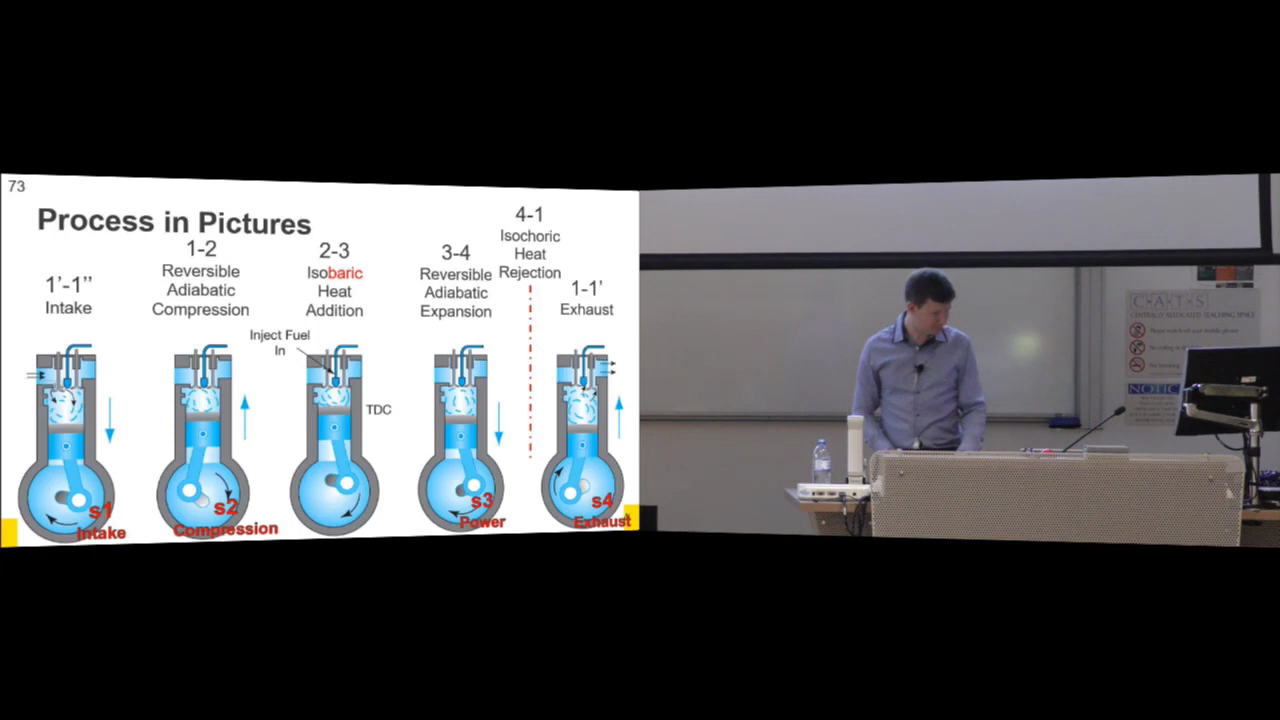 73
Process in Pictures
1'-1''
Intake
1-2
Reversible
Adiabatic
Compression
2-3
Isobaric
Heat
Addition
Inject Fuel
In
TDC
3-4
Reversible
Adiabatic
Expansion
4-1
Isochoric
Heat
Rejection
1-1'
Exhaust
s1
Intake
s2
Compression
s3
Power
s4
Exhaust
CATS
CENTRALLY ALLOCATED TEACHING SPACE
NOTIC